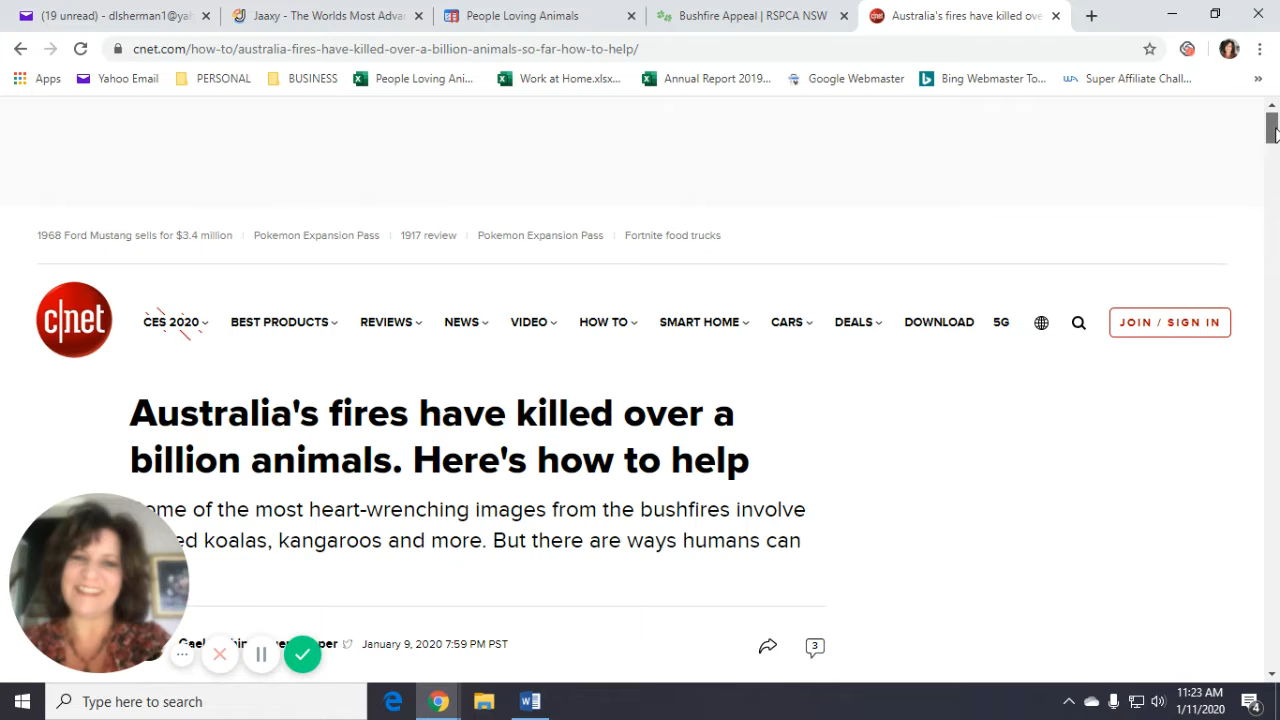 (19 unread) - dlsherman1@ya
Jaaxy - The Worlds Most Adva
People Loving Animals
Bushfire Appeal | RSPCA NSW
Australia's fires have killed ove
cnet.com/how-to/australia-fires-have-killed-over-a-billion-animals-so-far-how-to-help/
Apps
Yahoo Email
PERSONAL
BUSINESS
People Loving Ani...
Work at Home.xlsx...
Annual Report 2019...
Google Webmaster
Bing Webmaster To...
Super Affiliate Chall...
1968 Ford Mustang sells for $3.4 million
Pokemon Expansion Pass
1917 review
Pokemon Expansion Pass
Fortnite food trucks
c|net
CES 2020
BEST PRODUCTS
REVIEWS
NEWS
VIDEO
HOW TO
SMART HOME
CARS
DEALS
DOWNLOAD
5G
JOIN / SIGN IN
Australia's fires have killed over a
billion animals. Here's how to help
of the most heart-wrenching images from the bushfires involve
koalas, kangaroos and more. But there are ways humans can
January 9, 2020 7:59 PM PST
3
Type here to search
11:23 AM
1/11/2020
4